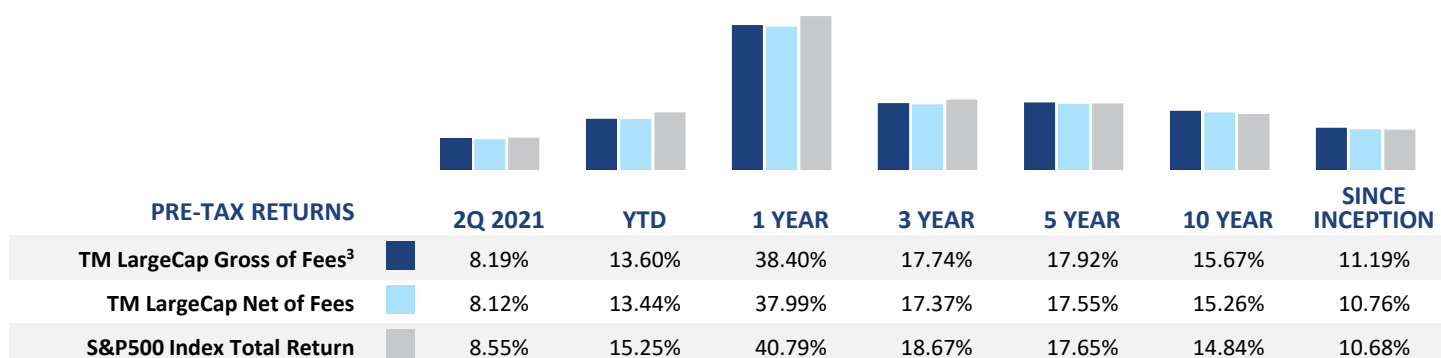 PRE-TAX RETURNS 2Q 2021 YTD 1 YEAR 3 YEAR 5 YEAR 10 YEAR SINCE INCEPTION
TM LargeCap Gross of Fees³ 8.19% 13.60% 38.40% 17.74% 17.92% 15.67% 11.19%
TM LargeCap Net of Fees 8.12% 13.44% 37.99% 17.37% 17.55% 15.26% 10.76%
S&P500 Index Total Return 8.55% 15.25% 40.79% 18.67% 17.65% 14.84% 10.68%